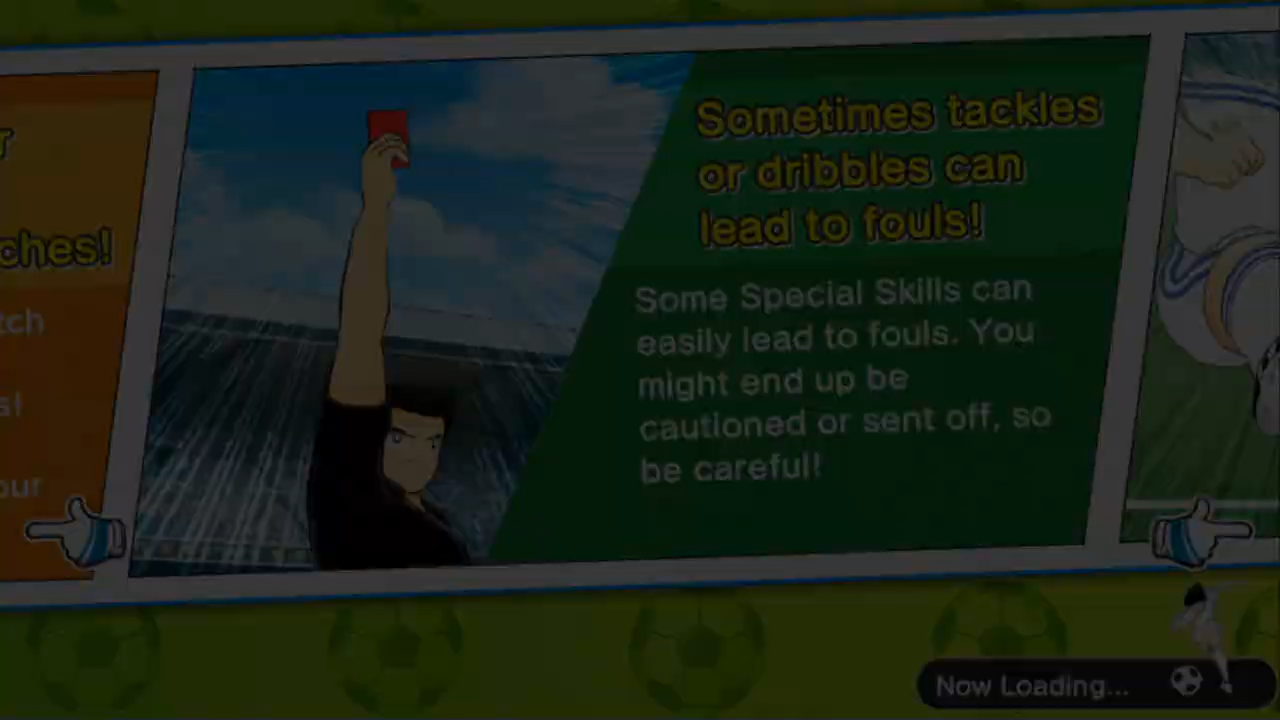 Sometimes tackles
or dribbles can
lead to fouls!
Some Special Skills can
easily lead to fouls. You
might end up be
cautioned or sent off, so
be careful!
Now Loading...